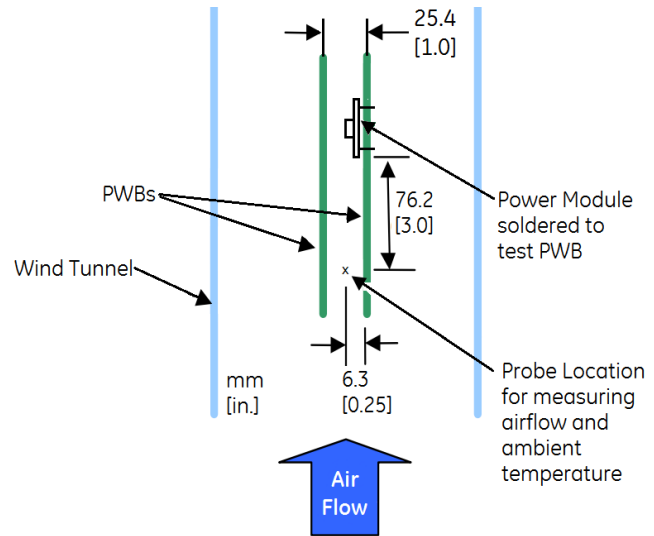 25.4
[1.0]
PWBs
76.2
[3.0]
Power Module
soldered to
test PWB
Wind Tunnel
x
mm
[in.]
6.3
[0.25]
Probe Location
for measuring
airflow and
ambient
temperature
Air
Flow